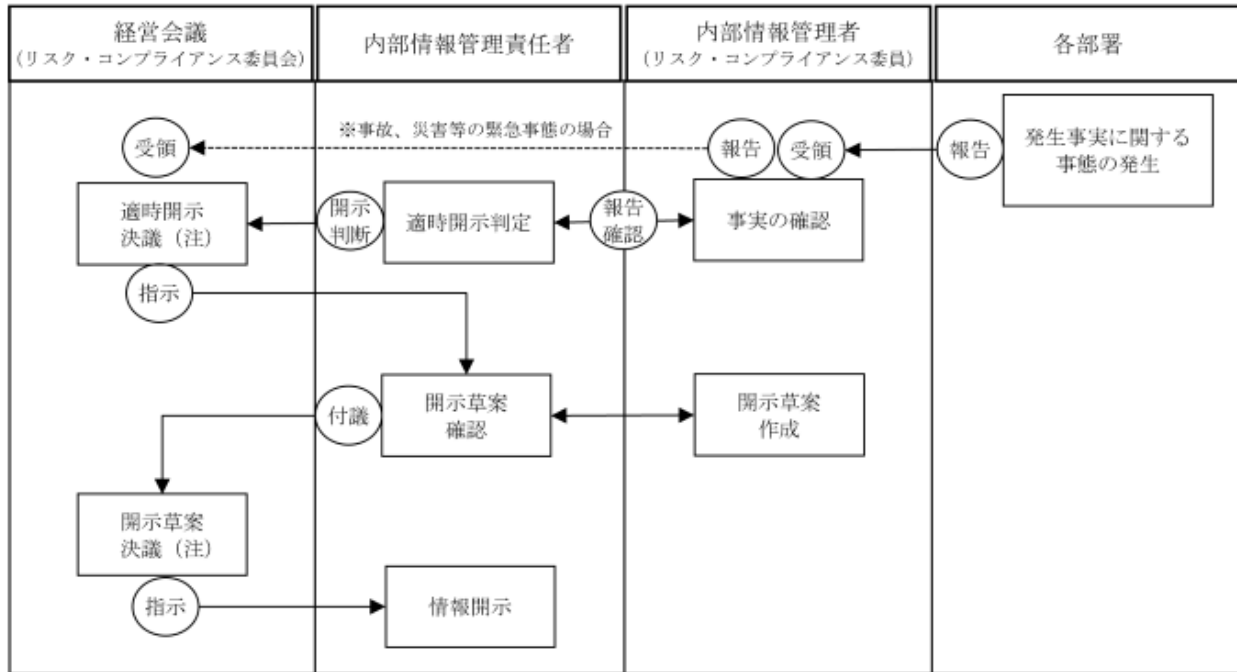 経営会議
(リスク・コンプライアンス委員会)
内部情報管理責任者
内部情報管理者
(リスク・コンプライアンス委員)
各部署
※事故、災害等の緊急事態の場合
受領
報告
受領
報告
発生事実に関する
事態の発生
適時開示
決議（注）
開示
判断
適時開示判定
報告
確認
事実の確認
指示
付議
開示草案
確認
開示草案
作成
開示草案
決議（注）
指示
情報開示